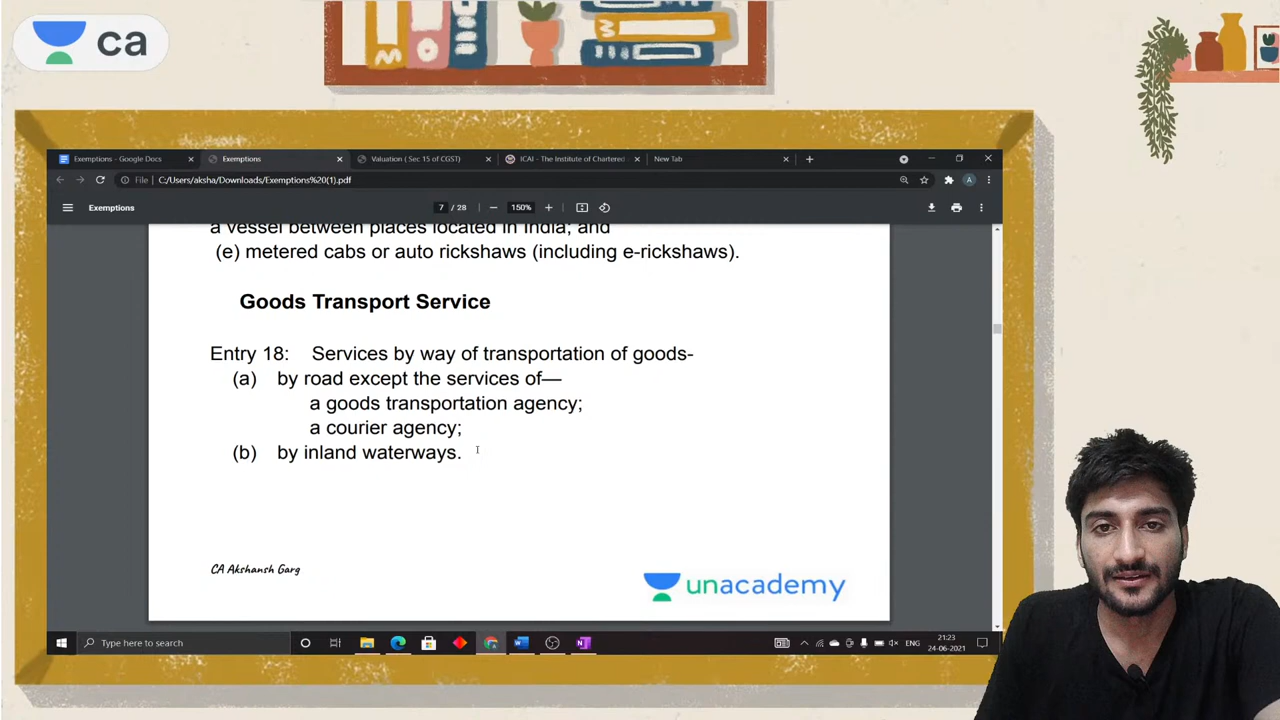 ca
Exemptions - Google Docs
Exemptions
Valuation ( Sec.15 of CGST)
ICAI - The Institute of Chartered
New Tab
File
C:/Users/aksha/Downloads/Exemptions%20(1).pdf
A
Exemptions
7 / 28
150%
a vessel between places located in India; and
(e) metered cabs or auto rickshaws (including e-rickshaws).
Goods Transport Service
Entry 18: Services by way of transportation of goods-
(a) by road except the services of—
a goods transportation agency;
a courier agency;
(b) by inland waterways.
CA Akshansh Garg
unacademy
Type here to search
ENG
21:23
24-06-2021